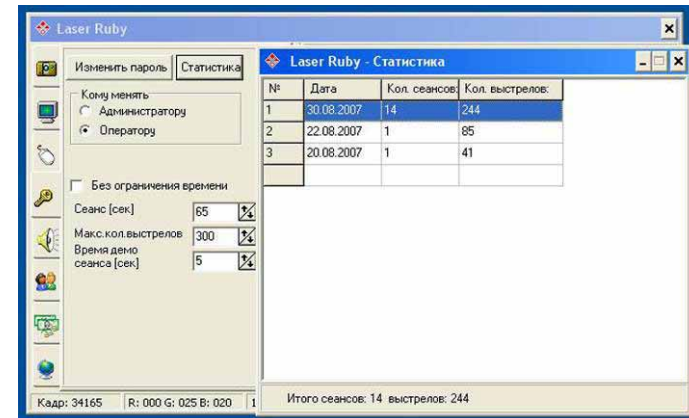 Laser Ruby
Изменить пароль Статистика
Кому менять
Администратору
Оператору
Без ограничения времени
Сеанс [сек] 65
Макс.кол.выстрелов 300
Время демо
сеанса [сек] 5
Кадр: 34165 R: 000 G: 025 B: 020 1
Laser Ruby - Статистика
№ Дата Кол. сеансов: Кол. выстрелов:
1 30.08.2007 14 244
2 22.08.2007 1 85
3 20.08.2007 1 41
Итого сеансов: 14 выстрелов: 244